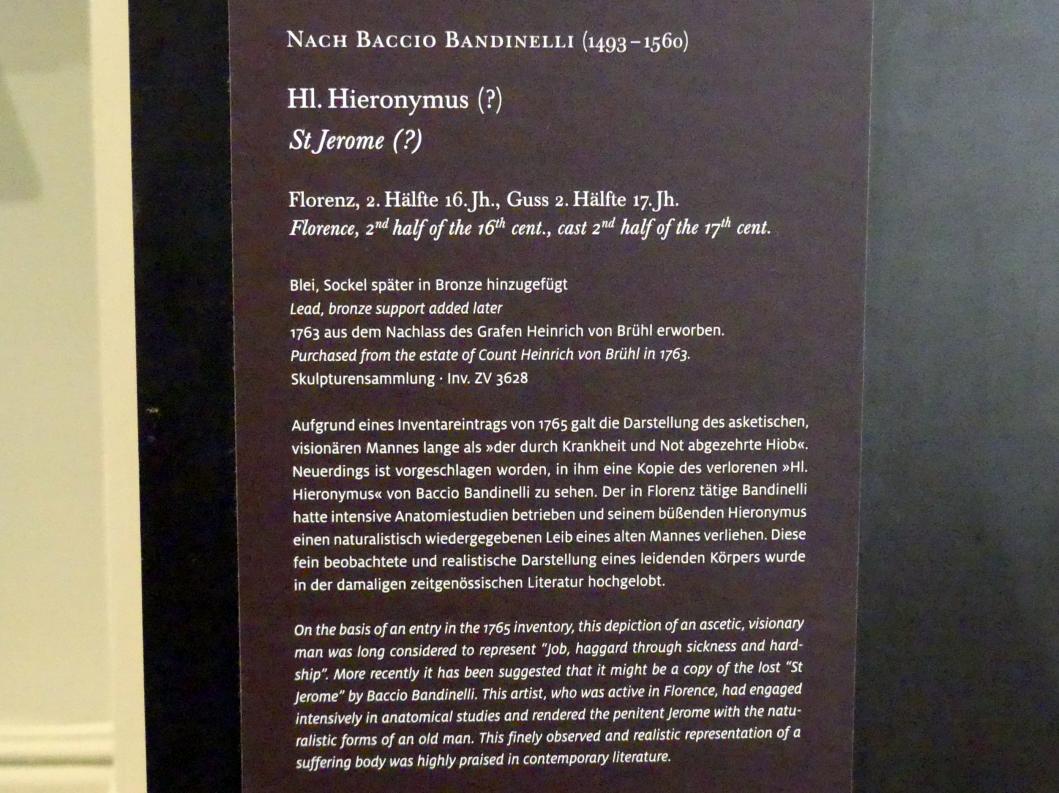 Nach Baccio Bandinelli (1493–1560)
Hl. Hieronymus (?)
St Jerome (?)
Florenz, 2. Hälfte 16. Jh., Guss 2. Hälfte 17. Jh.
Florence, 2nd half of the 16th cent., cast 2nd half of the 17th cent.
Blei, Sockel später in Bronze hinzugefügt
Lead, bronze support added later
1763 aus dem Nachlass des Grafen Heinrich von Brühl erworben.
Purchased from the estate of Count Heinrich von Brühl in 1763.
Skulpturensammlung · Inv. ZV 3628
Aufgrund eines Inventareintrags von 1765 galt die Darstellung des asketischen,
visionären Mannes lange als »der durch Krankheit und Not abgezehrte Hiob«.
Neuerdings ist vorgeschlagen worden, in ihm eine Kopie des verlorenen »Hl.
Hieronymus« von Baccio Bandinelli zu sehen. Der in Florenz tätige Bandinelli
hatte intensive Anatomiestudien betrieben und seinem büßenden Hieronymus
einen naturalistisch wiedergegebenen Leib eines alten Mannes verliehen. Diese
fein beobachtete und realistische Darstellung eines leidenden Körpers wurde
in der damaligen zeitgenössischen Literatur hochgelobt.
On the basis of an entry in the 1765 inventory, this depiction of an ascetic, visionary
man was long considered to represent "Job, haggard through sickness and hard-
ship". More recently it has been suggested that it might be a copy of the lost "St
Jerome" by Baccio Bandinelli. This artist, who was active in Florence, had engaged
intensively in anatomical studies and rendered the penitent Jerome with the natu-
ralistic forms of an old man. This finely observed and realistic representation of a
suffering body was highly praised in contemporary literature.